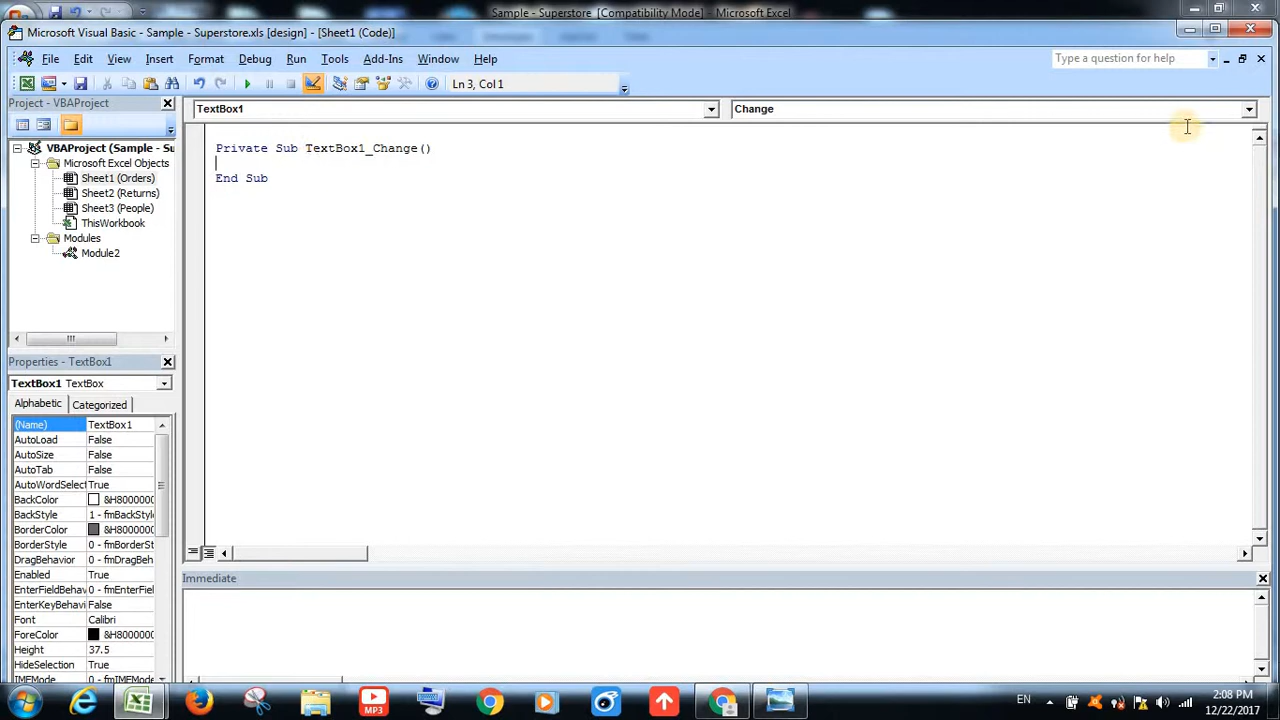 Sample - Superstore  [Compatibility Mode] - Microsoft Excel
Microsoft Visual Basic - Sample - Superstore.xls [design] - [Sheet1 (Code)]
File Edit View Insert Format Debug Run Tools Add-Ins Window Help
Type a question for help
Ln 3, Col 1
Project - VBAProject
TextBox1
Change
VBAProject (Sample - Su
Microsoft Excel Objects
Sheet1 (Orders)
Sheet2 (Returns)
Sheet3 (People)
ThisWorkbook
Modules
Module2
Private Sub TextBox1_Change()
End Sub
Properties - TextBox1
TextBox1 TextBox
Alphabetic Categorized
(Name) TextBox1
AutoLoad False
AutoSize False
AutoTab False
AutoWordSelect True
BackColor &H8000000
BackStyle 1 - fmBackStyle
BorderColor &H8000000
BorderStyle 0 - fmBorderSt
DragBehavior 0 - fmDragBeh
Enabled True
EnterFieldBehav 0 - fmEnterFiel
EnterKeyBehavi False
Font Calibri
ForeColor &H8000000
Height 37.5
HideSelection True
IMEMode 0 - fmIMEMod
Immediate
MP3
EN
2:08 PM
12/22/2017